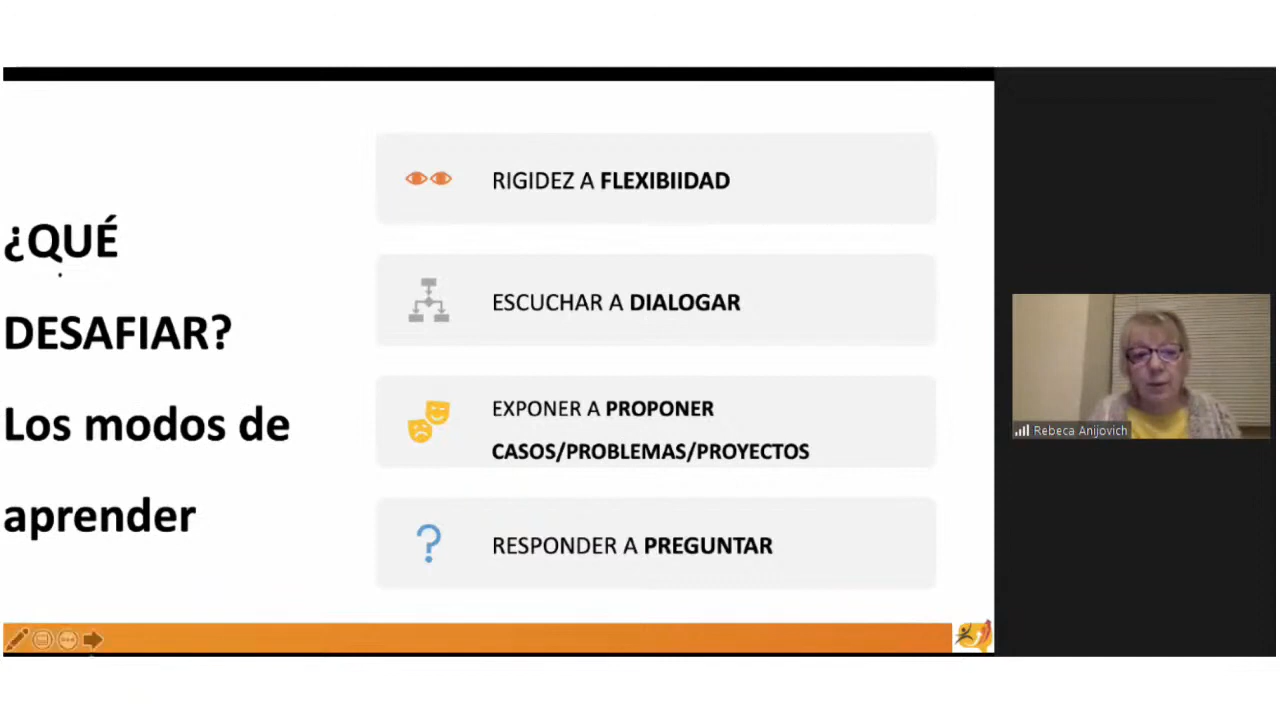 ¿QUÉ
DESAFIAR?
Los modos de
aprender
RIGIDEZ A FLEXIBIIDAD
ESCUCHAR A DIALOGAR
EXPONER A PROPONER
CASOS/PROBLEMAS/PROYECTOS
RESPONDER A PREGUNTAR
Rebeca Anijovich